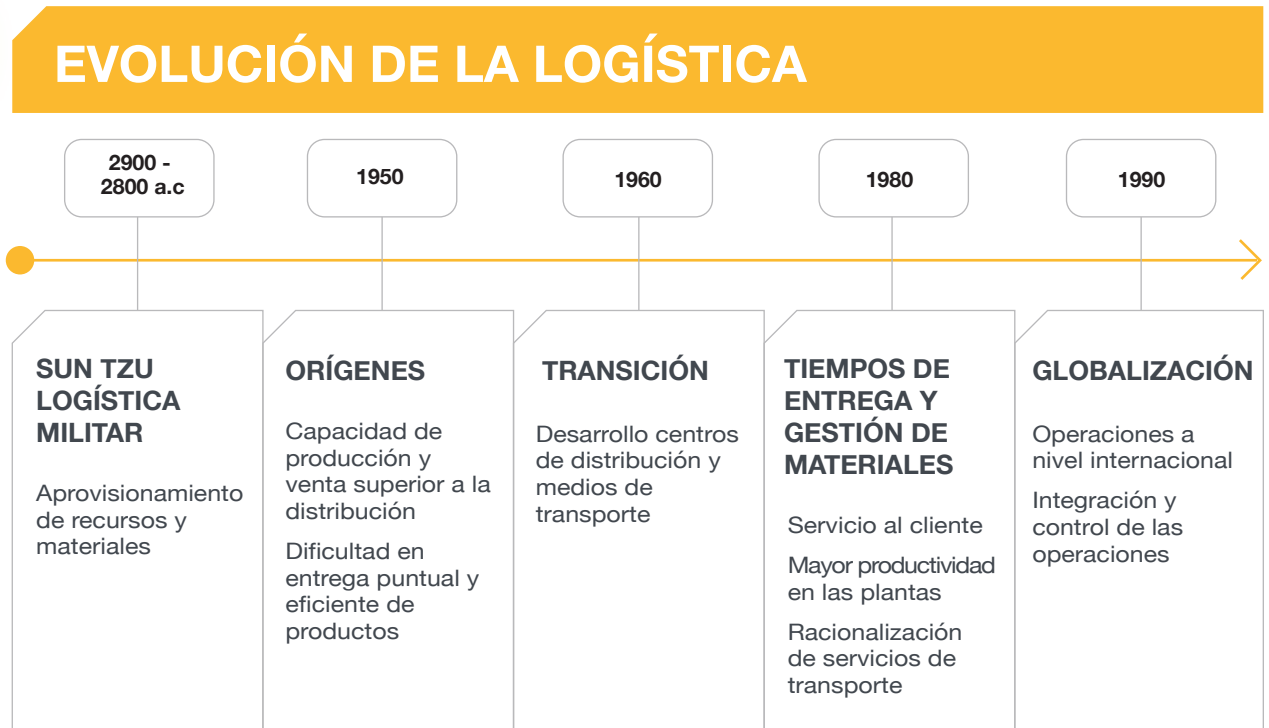 EVOLUCIÓN DE LA LOGÍSTICA
2900 -
2800 a.c
1950
1960
1980
1990
SUN TZU
LOGÍSTICA
MILITAR
Aprovisionamiento
de recursos y
materiales
ORÍGENES
Capacidad de
producción y
venta superior a la
distribución
Dificultad en
entrega puntual y
eficiente de
productos
TRANSICIÓN
Desarrollo centros
de distribución y
medios de
transporte
TIEMPOS DE
ENTREGA Y
GESTIÓN DE
MATERIALES
Servicio al cliente
Mayor productividad
en las plantas
Racionalización
de servicios de
transporte
GLOBALIZACIÓN
Operaciones a
nivel internacional
Integración y
control de las
operaciones